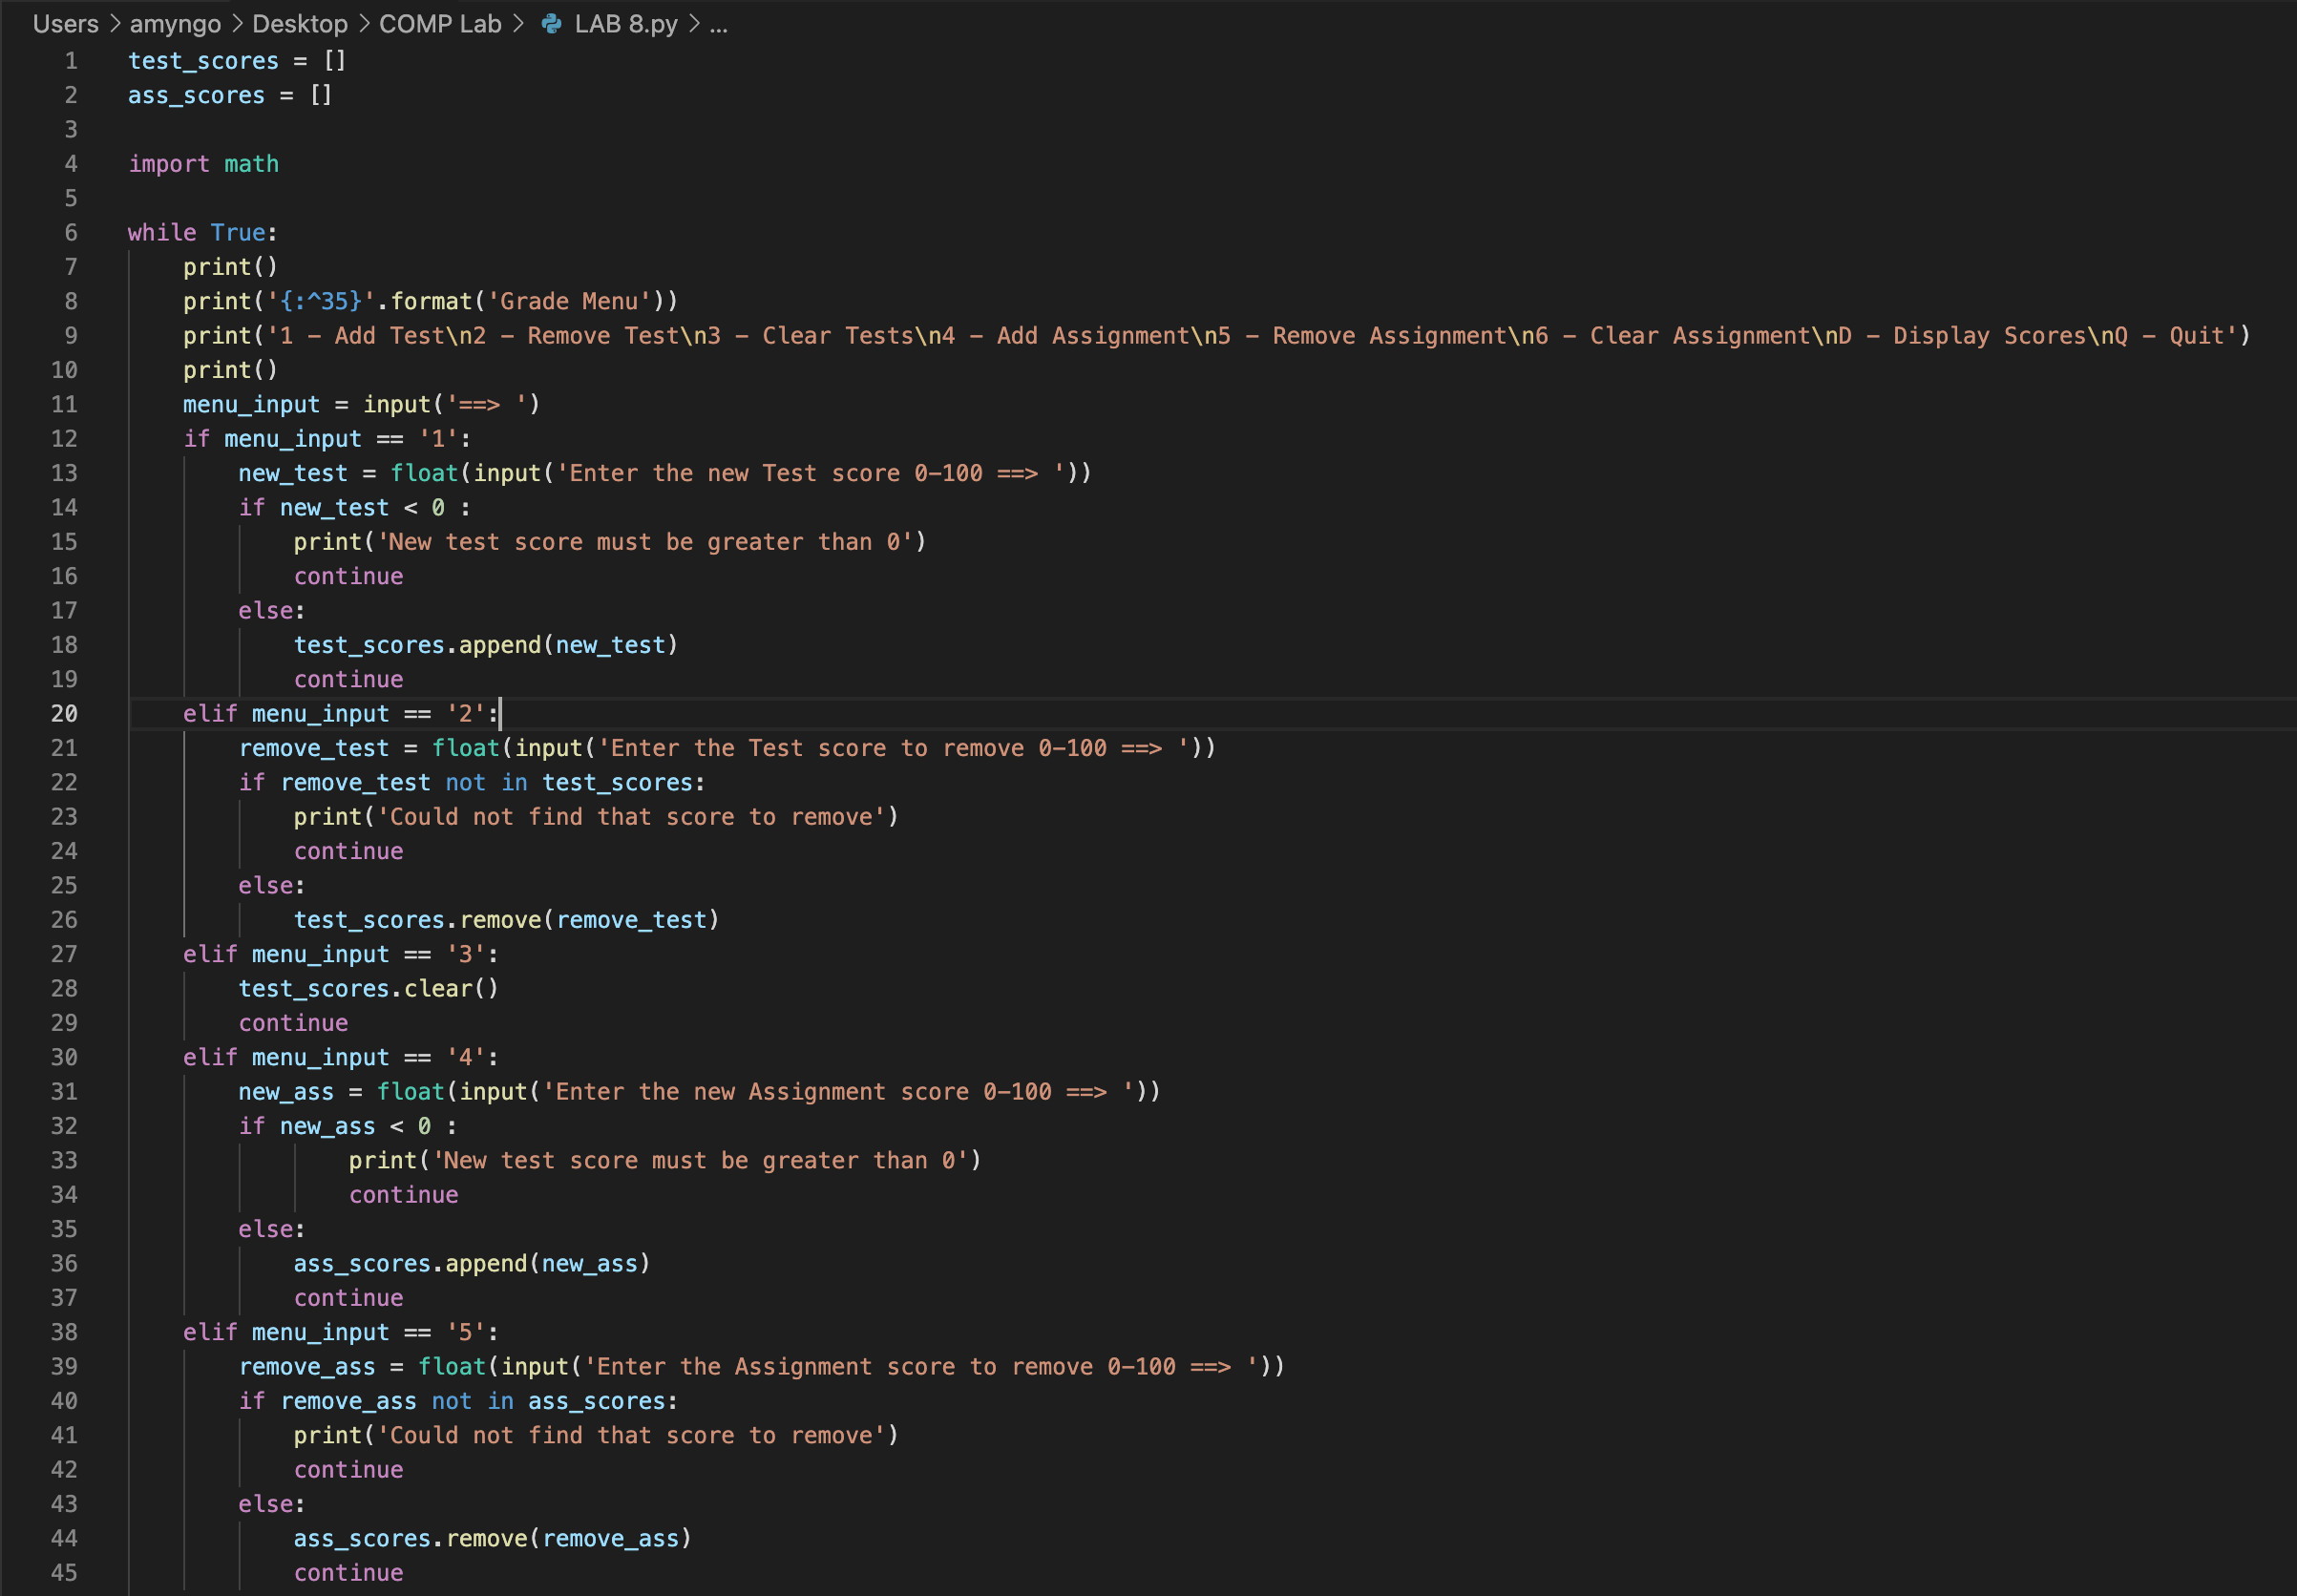 Users > amyngo > Desktop > COMP Lab > LAB 8.py > ...
1 test_scores = []
2 ass_scores = []
3
4 import math
5
6 while True:
7     print()
8     print('{:^35}'.format('Grade Menu'))
9     print('1 - Add Test\n2 - Remove Test\n3 - Clear Tests\n4 - Add Assignment\n5 - Remove Assignment\n6 - Clear Assignment\nD - Display Scores\nQ - Quit')
10     print()
11     menu_input = input('==> ')
12     if menu_input == '1':
13         new_test = float(input('Enter the new Test score 0-100 ==> '))
14         if new_test < 0 :
15             print('New test score must be greater than 0')
16             continue
17         else:
18             test_scores.append(new_test)
19             continue
20     elif menu_input == '2':
21         remove_test = float(input('Enter the Test score to remove 0-100 ==> '))
22         if remove_test not in test_scores:
23             print('Could not find that score to remove')
24             continue
25         else:
26             test_scores.remove(remove_test)
27     elif menu_input == '3':
28         test_scores.clear()
29         continue
30     elif menu_input == '4':
31         new_ass = float(input('Enter the new Assignment score 0-100 ==> '))
32         if new_ass < 0 :
33                 print('New test score must be greater than 0')
34                 continue
35         else:
36             ass_scores.append(new_ass)
37             continue
38     elif menu_input == '5':
39         remove_ass = float(input('Enter the Assignment score to remove 0-100 ==> '))
40         if remove_ass not in ass_scores:
41             print('Could not find that score to remove')
42             continue
43         else:
44             ass_scores.remove(remove_ass)
45             continue